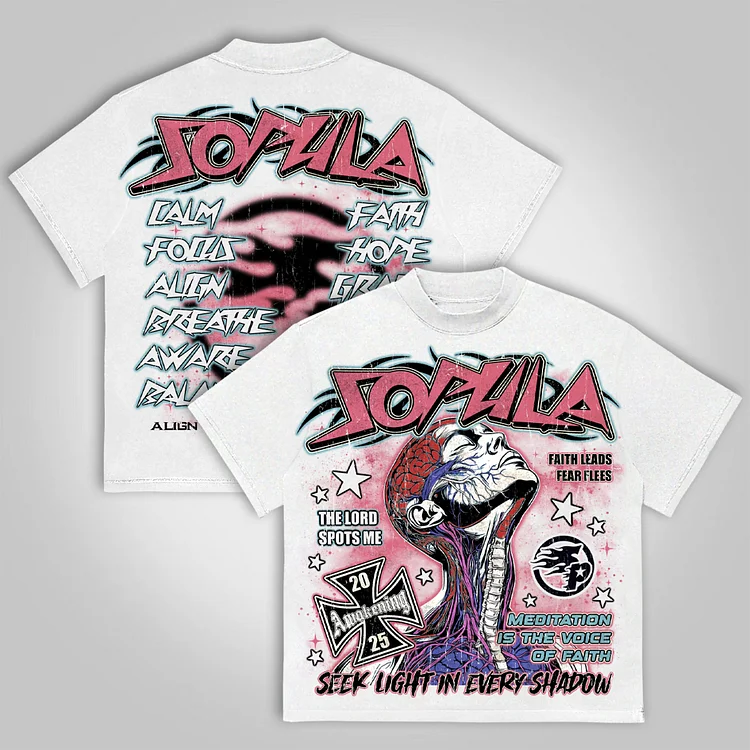 SOPULA
CALM
FAITH
FOCUS
HOPE
ALIGN
BREATHE
AWARE
ALIGN
SOPULA
FAITH LEADS
FEAR FLEES
THE LORD
SPOTS ME
P
20
Awakening
25
MEDITATION
IS THE VOICE
OF FAITH
SEEK LIGHT IN EVERY SHADOW